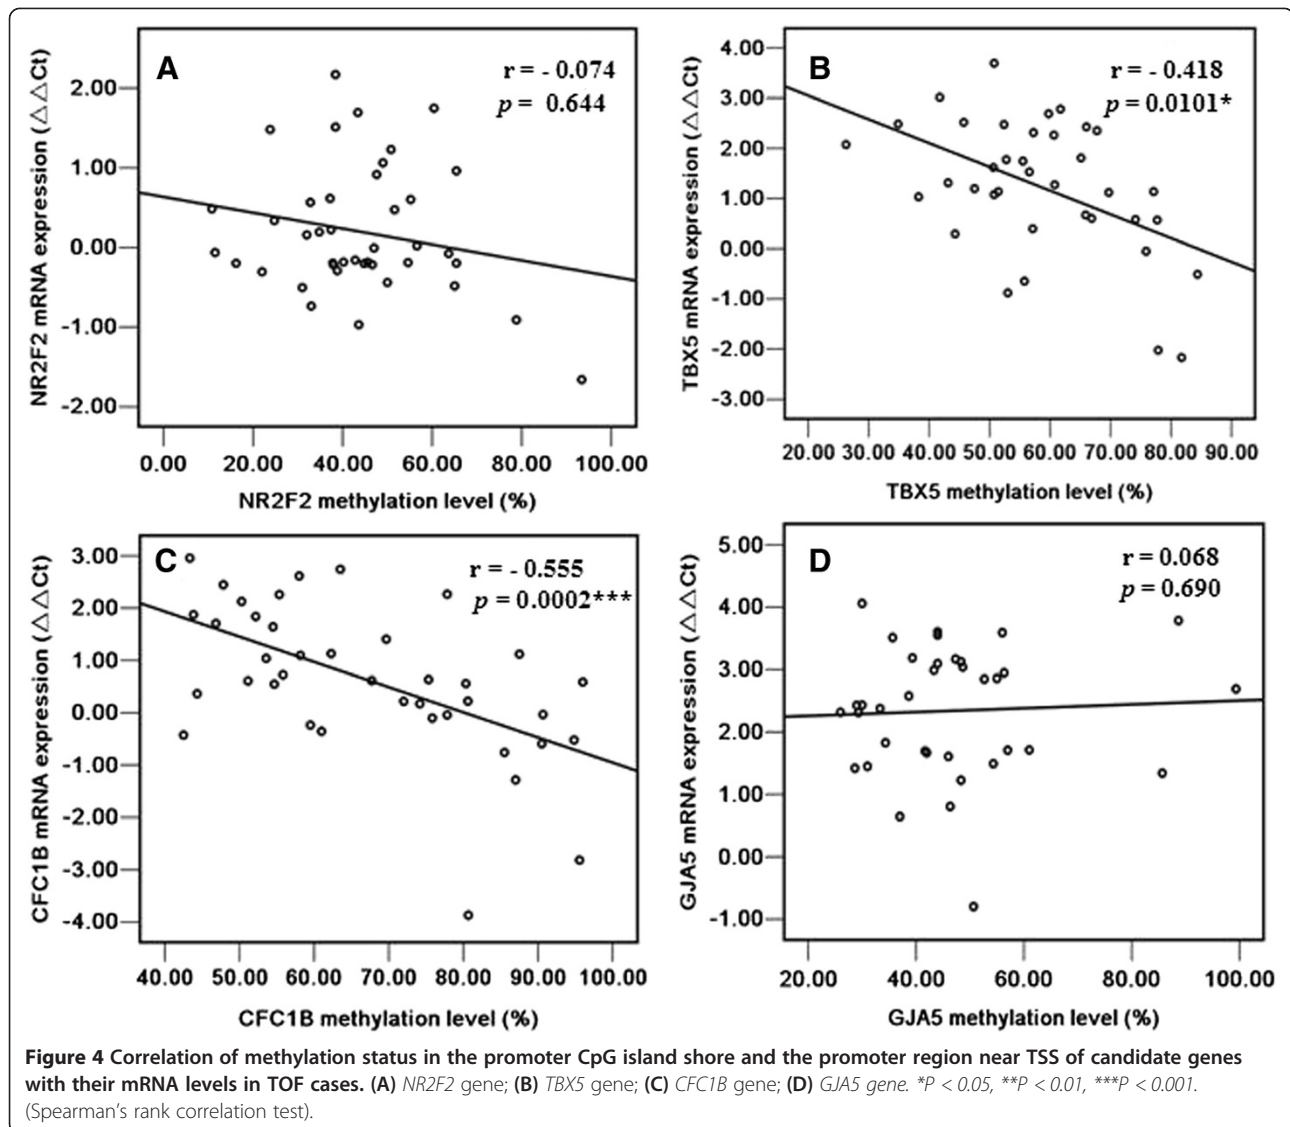 A
r = - 0.074
p = 0.644
NR2F2 mRNA expression (△△Ct)
2.00
1.00
0.00
-1.00
-2.00
0.00 20.00 40.00 60.00 80.00 100.00
NR2F2 methylation level (%)
B
r = - 0.418
p = 0.0101*
TBX5 mRNA expression (△△Ct)
4.00
3.00
2.00
1.00
0.00
-1.00
-2.00
-3.00
20.00 30.00 40.00 50.00 60.00 70.00 80.00 90.00
TBX5 methylation level (%)
C
r = - 0.555
p = 0.0002***
CFC1B mRNA expression (△△Ct)
3.00
2.00
1.00
0.00
-1.00
-2.00
-3.00
-4.00
40.00 50.00 60.00 70.00 80.00 90.00 100.00
CFC1B methylation level (%)
D
r = 0.068
p = 0.690
GJA5 mRNA expression (△△Ct)
5.00
4.00
3.00
2.00
1.00
0.00
-1.00
20.00 40.00 60.00 80.00 100.00
GJA5 methylation level (%)
Figure 4 Correlation of methylation status in the promoter CpG island shore and the promoter region near TSS of candidate genes
with their mRNA levels in TOF cases. (A) NR2F2 gene; (B) TBX5 gene; (C) CFC1B gene; (D) GJA5 gene. *P < 0.05, **P < 0.01, ***P < 0.001.
(Spearman's rank correlation test).